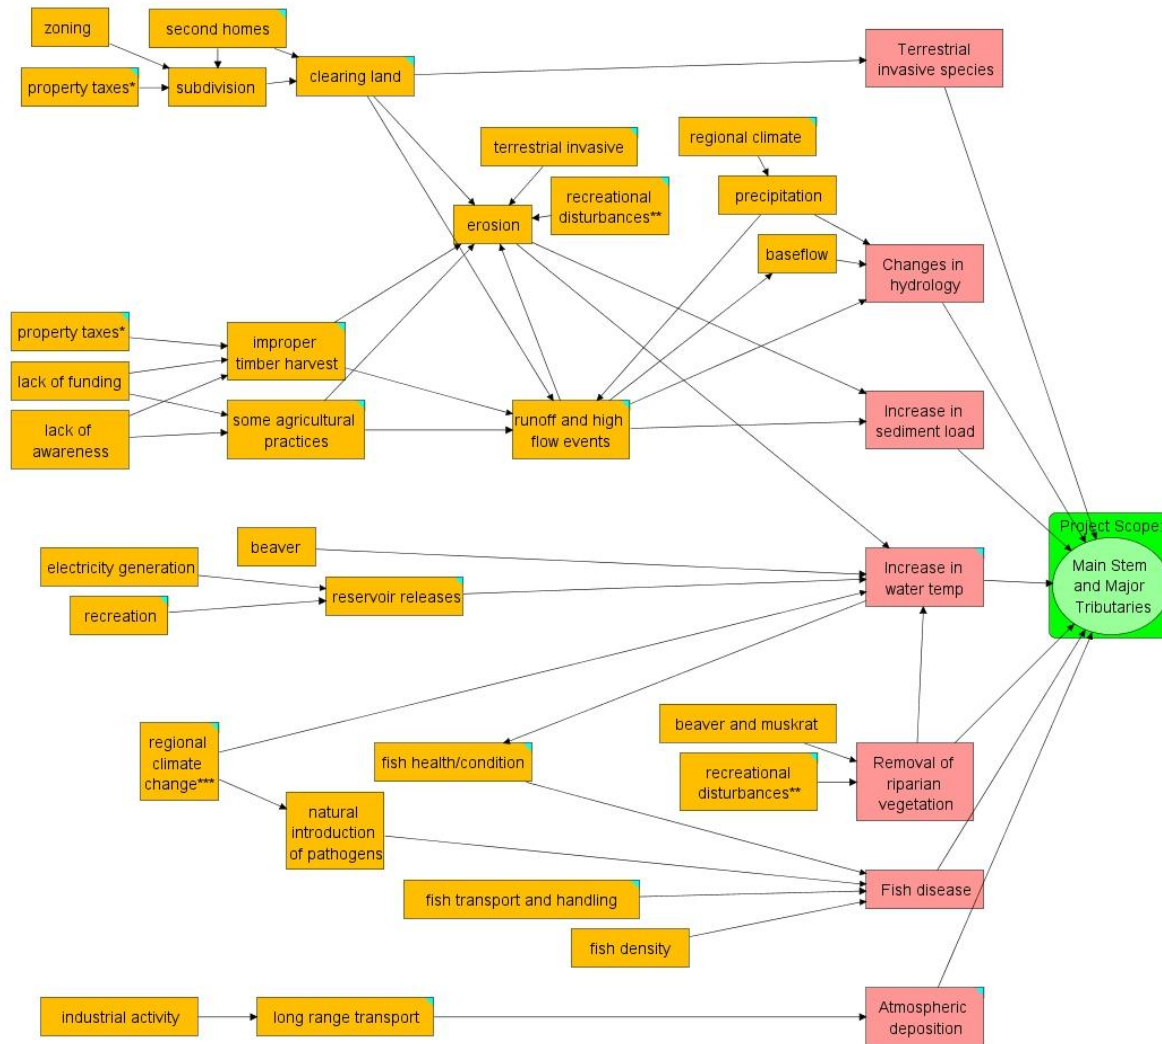 zoning
second homes
property taxes*
subdivision
clearing land
Terrestrial
invasive species
terrestrial invasive
regional climate
recreational
disturbances**
precipitation
erosion
baseflow
Changes in
hydrology
property taxes*
improper
timber harvest
lack of funding
lack of
awareness
some agricultural
practices
runoff and high
flow events
Increase in
sediment load
Project Scope:
Main Stem
and Major
Tributaries
beaver
electricity generation
reservoir releases
recreation
Increase in
water temp
regional
climate
change***
fish health/condition
beaver and muskrat
recreational
disturbances**
Removal of
riparian
vegetation
natural
introduction
of pathogens
fish transport and handling
Fish disease
fish density
industrial activity
long range transport
Atmospheric
deposition